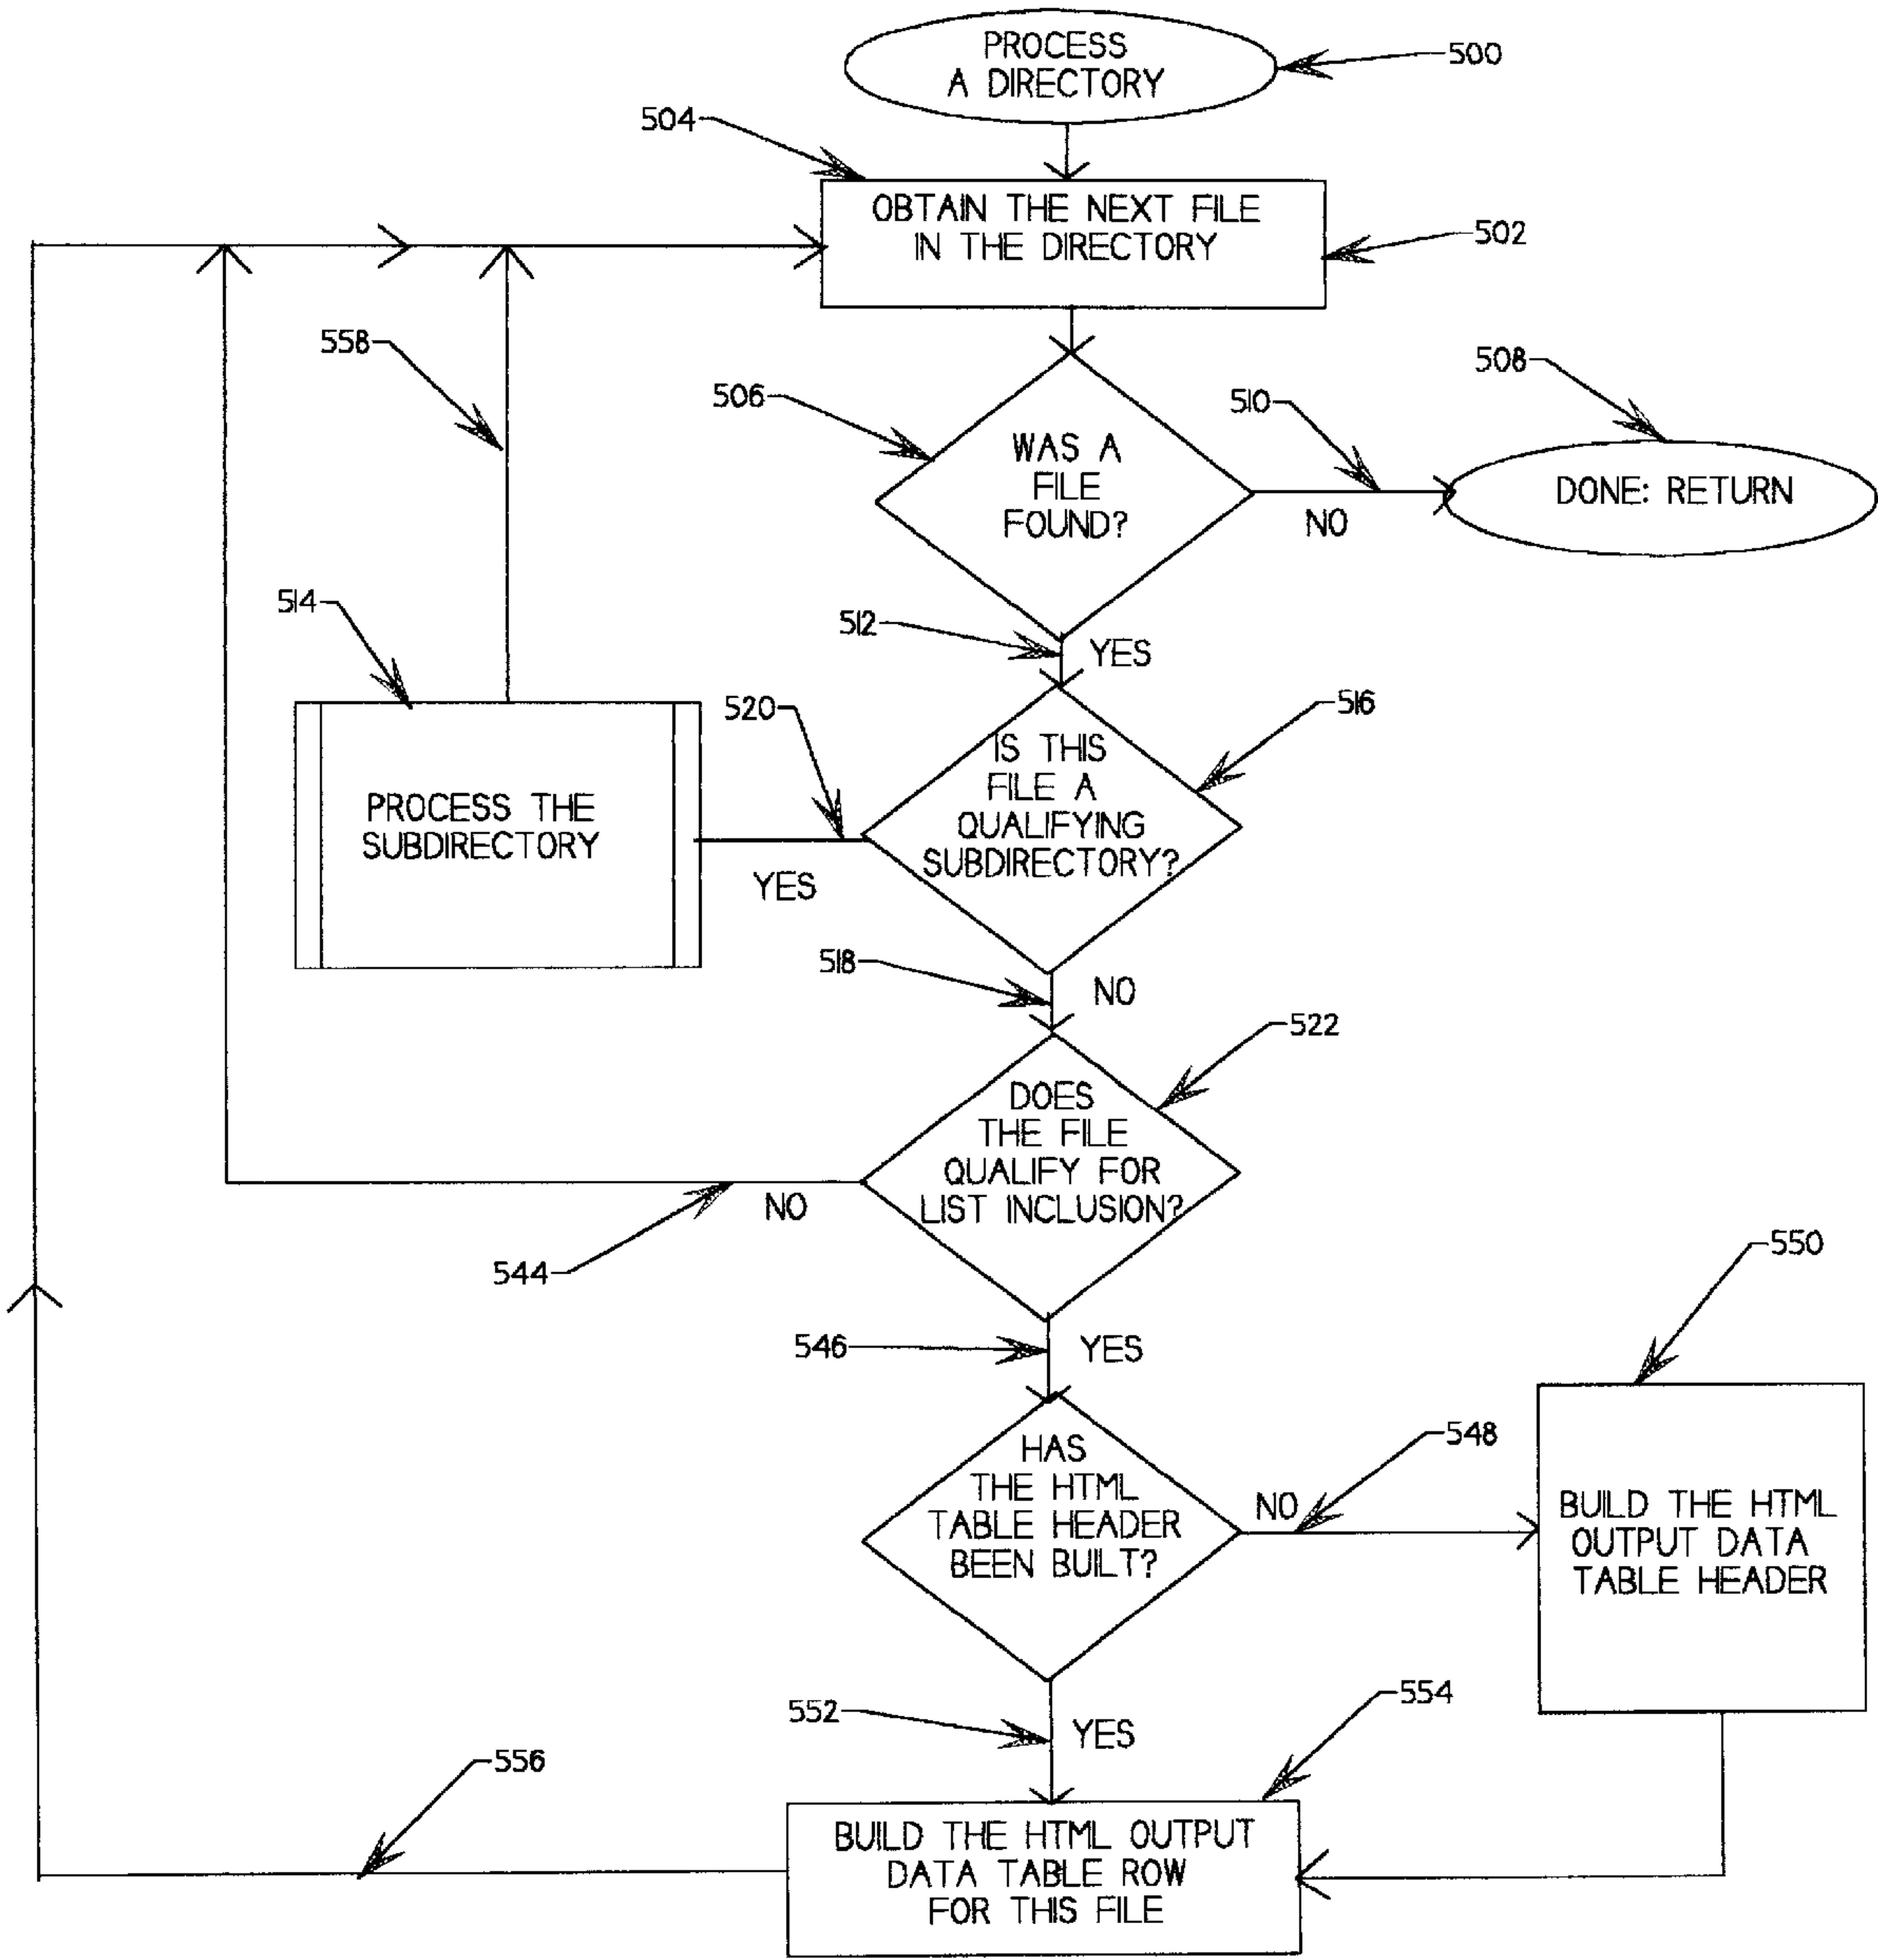 PROCESS
A DIRECTORY
500
504
OBTAIN THE NEXT FILE
IN THE DIRECTORY
502
558
506
WAS A
FILE
FOUND?
510
NO
508
DONE: RETURN
512
YES
514
PROCESS THE
SUBDIRECTORY
520
YES
516
IS THIS
FILE A
QUALIFYING
SUBDIRECTORY?
518
NO
522
DOES
THE FILE
QUALIFY FOR
LIST INCLUSION?
NO
544
546
YES
550
HAS
THE HTML
TABLE HEADER
BEEN BUILT?
NO
548
BUILD THE HTML
OUTPUT DATA
TABLE HEADER
552
YES
554
556
BUILD THE HTML OUTPUT
DATA TABLE ROW
FOR THIS FILE